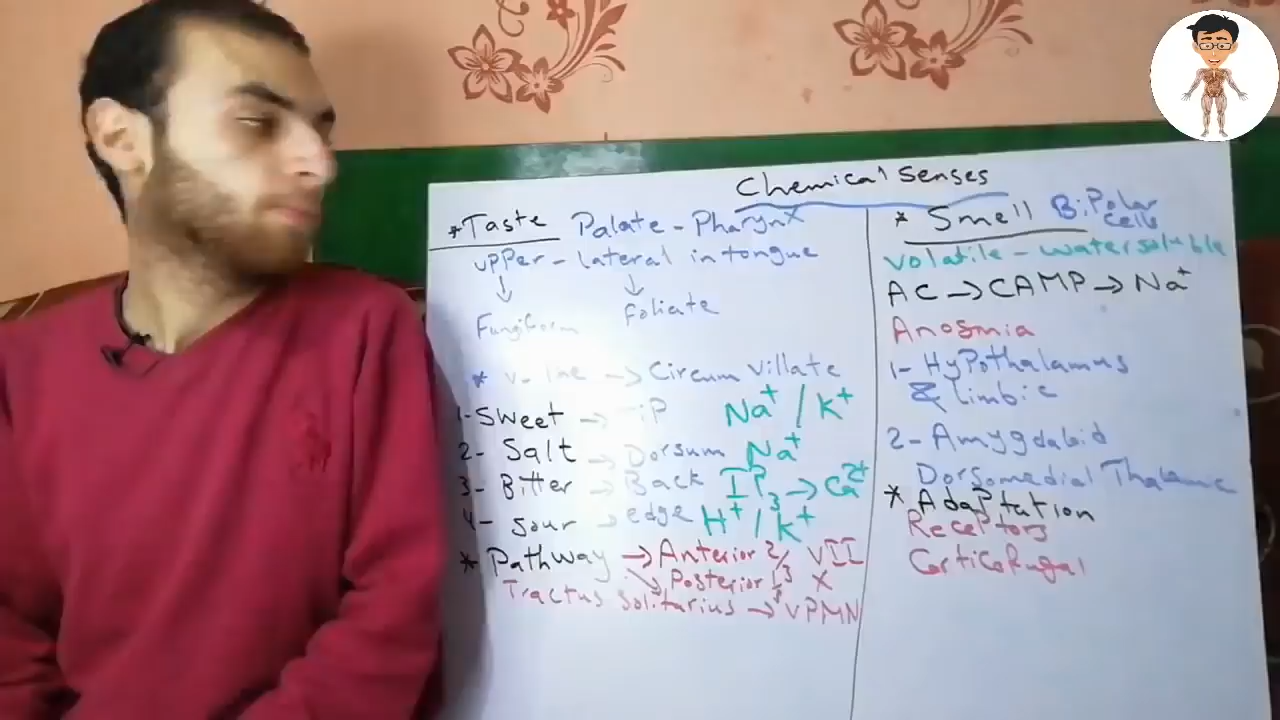 Chemical Senses
* Taste Palate - Pharynx
upper - lateral in tongue
↓ ↓
Fungiform foliate
* V-line → Circum villate
1- Sweet → TiP Na⁺ / K⁺
2- Salt → Dorsum Na⁺
3- Bitter → Back IP₃ → Ca²⁺
4- Sour → edge H⁺ / K⁺
* Pathway → Anterior 2/3 VII
↘ Posterior 1/3 X
Tractus Solitarius → VPMN
* Smell BiPolar cells
Volatile - water soluble
AC → CAMP → Na⁺
Anosmia
1- HyPothalamus
& limbic
2- Amygdaloid
Dorsomedial Thalamic
* Adaptation
Receptors
Corticofugal